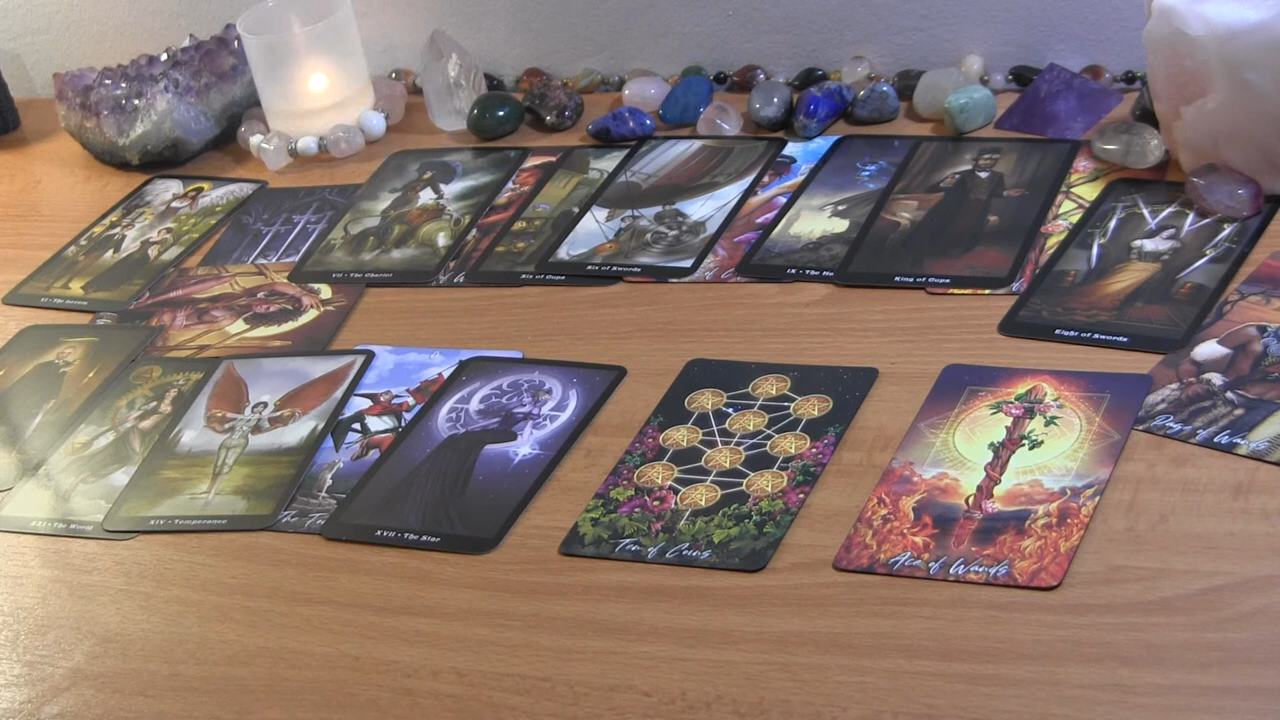 VI • The Lovers
VII • The Chariot
Six of Cups
Six of Swords
IX • The He
King of Cups
Eight of Swords
Page of Wands
XXI • The World
XIV • Temperance
The Fo
XVII • The Star
Ten of Coins
Ace of Wands